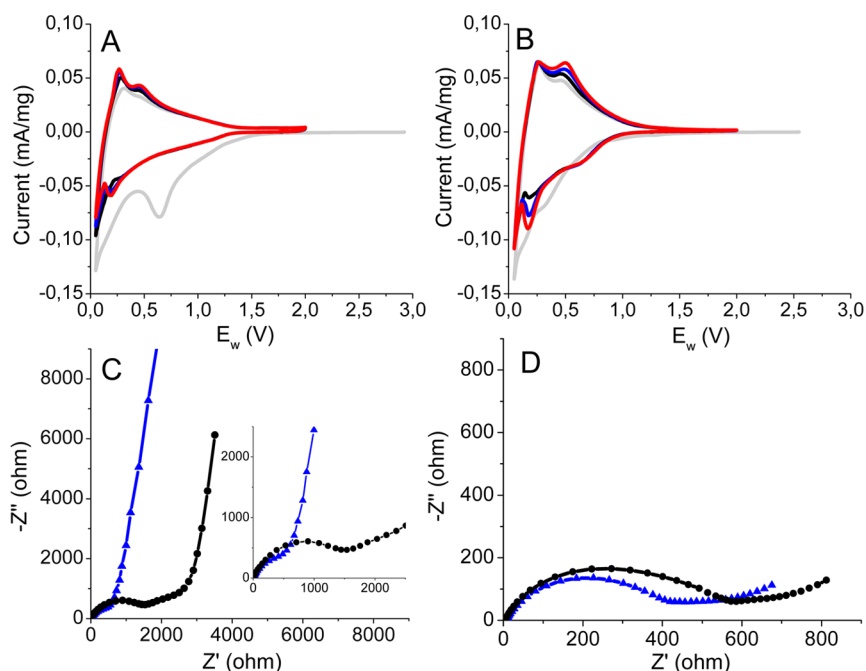 A
0,10
0,05
0,00
-0,05
-0,10
-0,15
Current (mA/mg)
0,0 0,5 1,0 1,5 2,0 2,5 3,0
E_w (V)
B
0,10
0,05
0,00
-0,05
-0,10
-0,15
Current (mA/mg)
0,0 0,5 1,0 1,5 2,0 2,5 3,0
E_w (V)
C
8000
6000
4000
2000
0
-Z" (ohm)
0 2000 4000 6000 8000
Z' (ohm)
2000
1000
0
0 1000 2000
D
800
600
400
200
0
-Z" (ohm)
0 200 400 600 800
Z' (ohm)